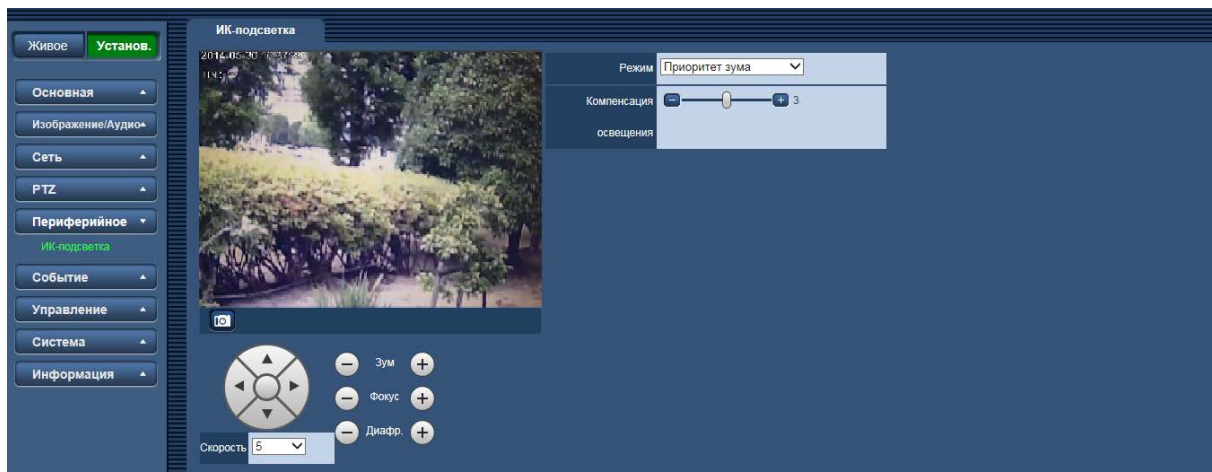 Живое Установ.
Основная
Изображение/Аудио
Сеть
PTZ
Периферийное
ИК-подсветка
Событие
Управление
Система
Информация
ИК-подсветка
Режим Приоритет зума
Компенсация 3
освещения
Зум
Фокус
Диафр.
Скорость 5